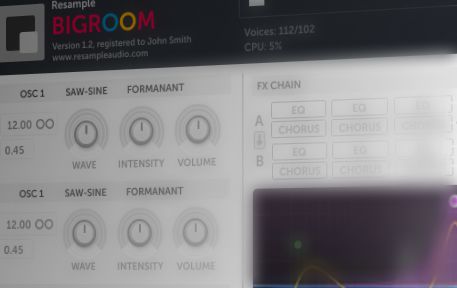 Resample
BIGROOM
Version 1.2, registered to John Smith
www.resampleaudio.com
Voices: 112/102
CPU: 5%
OSC 1 SAW-SINE FORMANANT
12.00
0.45
WAVE INTENSITY VOLUME
OSC 1 SAW-SINE FORMANANT
12.00
0.45
WAVE INTENSITY VOLUME
FX CHAIN
A EQ EQ EQ
CHORUS CHORUS CHORUS
B EQ EQ
CHORUS CHORUS